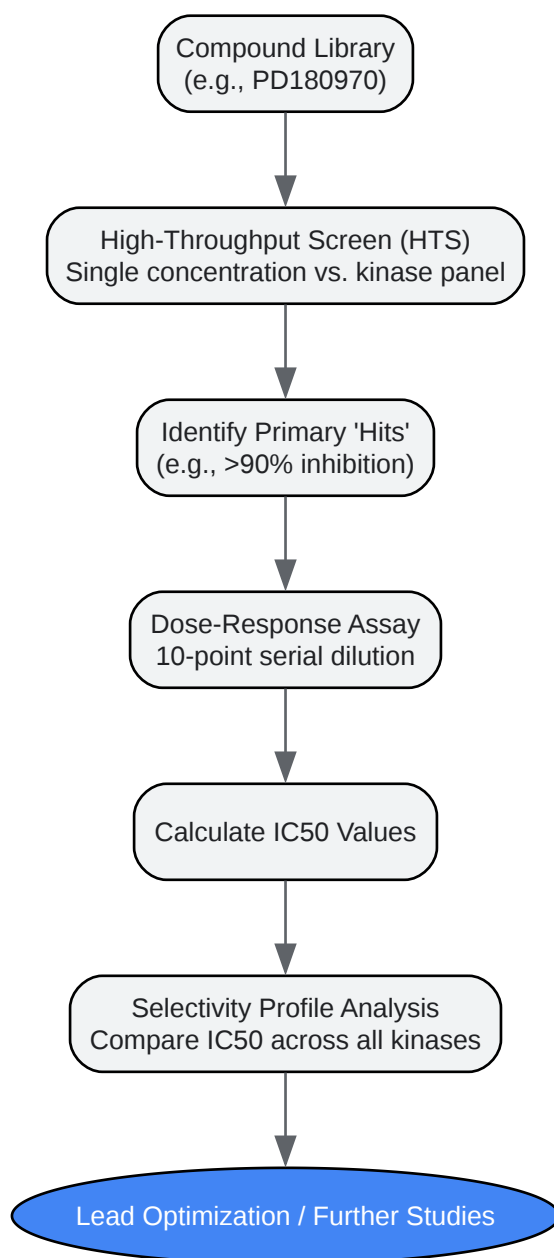 Compound Library
(e.g., PD180970)
High-Throughput Screen (HTS)
Single concentration vs. kinase panel
Identify Primary 'Hits'
(e.g., >90% inhibition)
Dose-Response Assay
10-point serial dilution
Calculate IC50 Values
Selectivity Profile Analysis
Compare IC50 across all kinases
Lead Optimization / Further Studies